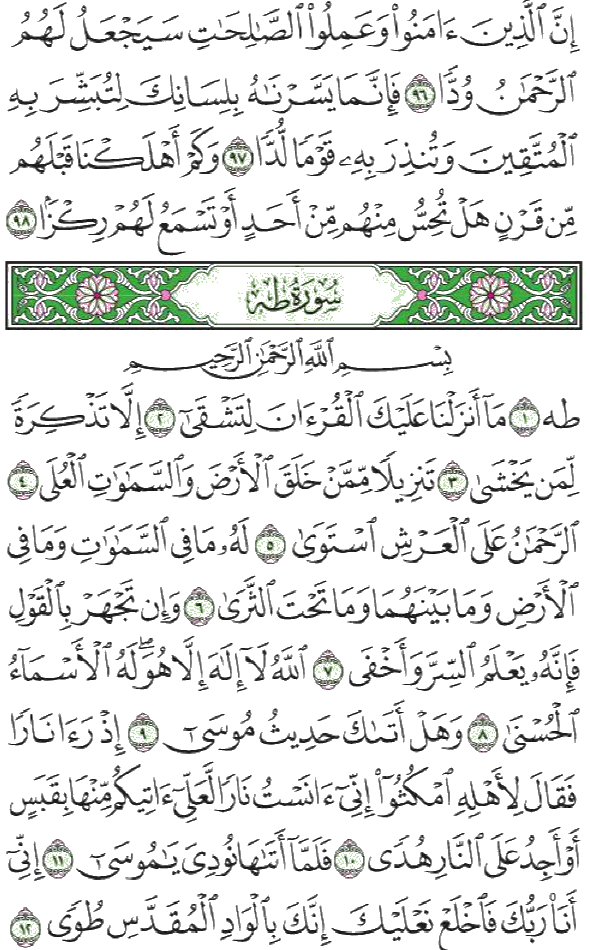 إِنَّ ٱلَّذِينَ ءَامَنُوا۟ وَعَمِلُوا۟ ٱلصَّٰلِحَٰتِ سَيَجْعَلُ لَهُمُ
ٱلرَّحْمَٰنُ وُدًّا ٩٦ فَإِنَّمَا يَسَّرْنَٰهُ بِلِسَانِكَ لِتُبَشِّرَ بِهِ
ٱلْمُتَّقِينَ وَتُنذِرَ بِهِۦ قَوْمًا لُّدًّا ٩٧ وَكَمْ أَهْلَكْنَا قَبْلَهُم
مِّن قَرْنٍ هَلْ تُحِسُّ مِنْهُم مِّنْ أَحَدٍ أَوْ تَسْمَعُ لَهُمْ رِكْزًۢا ٩٨
سُورَةُ طه
بِسْمِ ٱللَّهِ ٱلرَّحْمَٰنِ ٱلرَّحِيمِ
طه ١ مَآ أَنزَلْنَا عَلَيْكَ ٱلْقُرْءَانَ لِتَشْقَىٰٓ ٢ إِلَّا تَذْكِرَةً
لِّمَن يَخْشَىٰ ٣ تَنزِيلًا مِّمَّنْ خَلَقَ ٱلْأَرْضَ وَٱلسَّمَٰوَٰتِ ٱلْعُلَى ٤
ٱلرَّحْمَٰنُ عَلَى ٱلْعَرْشِ ٱسْتَوَىٰ ٥ لَهُۥ مَا فِى ٱلسَّمَٰوَٰتِ وَمَا فِى
ٱلْأَرْضِ وَمَا بَيْنَهُمَا وَمَا تَحْتَ ٱلثَّرَىٰ ٦ وَإِن تَجْهَرْ بِٱلْقَوْلِ
فَإِنَّهُۥ يَعْلَمُ ٱلسِّرَّ وَأَخْفَى ٧ ٱللَّهُ لَآ إِلَٰهَ إِلَّا هُوَ ۖ لَهُ ٱلْأَسْمَآءُ
ٱلْحُسْنَىٰ ٨ وَهَلْ أَتَىٰكَ حَدِيثُ مُوسَىٰٓ ٩ إِذْ رَءَا نَارًا
فَقَالَ لِأَهْلِهِ ٱمْكُثُوٓا۟ إِنِّىٓ ءَانَسْتُ نَارًا لَّعَلِّىٓ ءَاتِيكُم مِّنْهَا بِقَبَسٍ
أَوْ أَجِدُ عَلَى ٱلنَّارِ هُدًى ١٠ فَلَمَّآ أَتَىٰهَا نُودِىَ يَٰمُوسَىٰٓ ١١ إِنِّىٓ
أَنَا۠ رَبُّكَ فَٱخْلَعْ نَعْلَيْكَ ۖ إِنَّكَ بِٱلْوَادِ ٱلْمُقَدَّسِ طُوًى ١٢